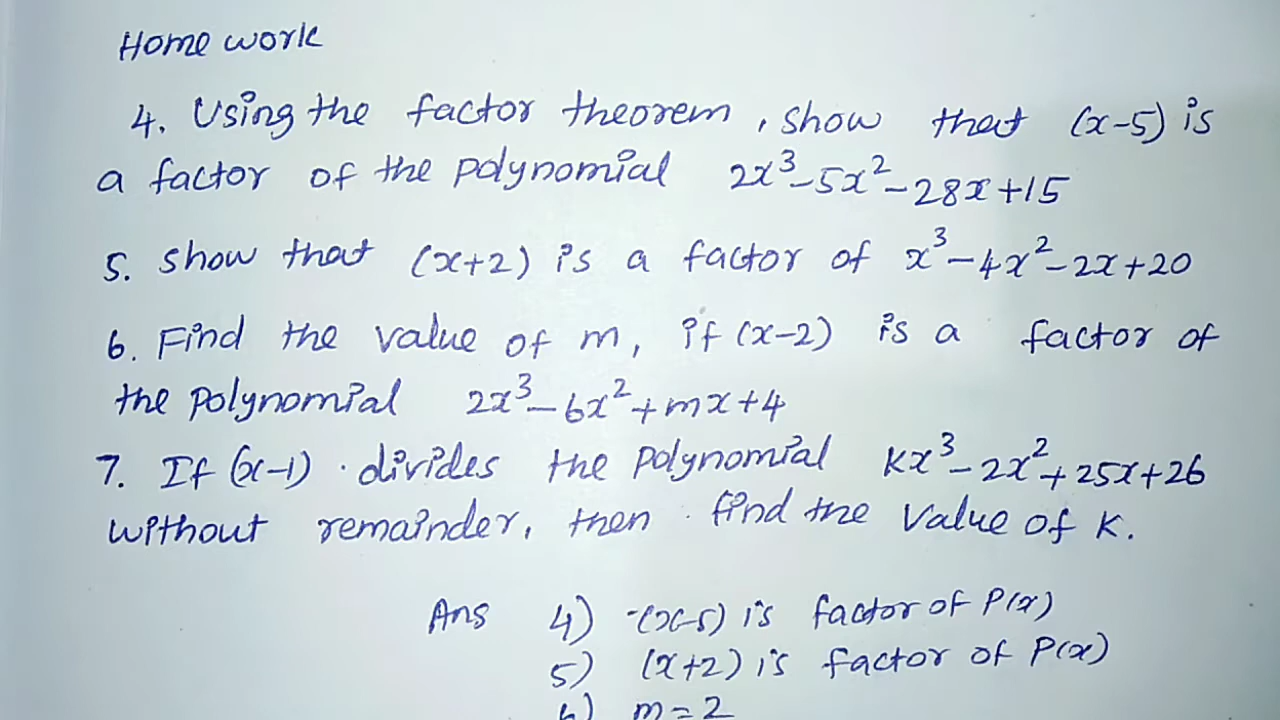 Home work
4. Using the factor theorem, show that (x-5) is
a factor of the polynomial 2x³-5x²-28x+15
5. show that (x+2) is a factor of x³-4x²-2x+20
6. Find the value of m, if (x-2) is a factor of
the polynomial 2x³-6x²+mx+4
7. If (x-1) divides the polynomial Kx³-2x²+25x+26
without remainder, then find the value of K.
Ans 4) (x-5) is factor of P(x)
5) (x+2) is factor of P(x)
6) m=2